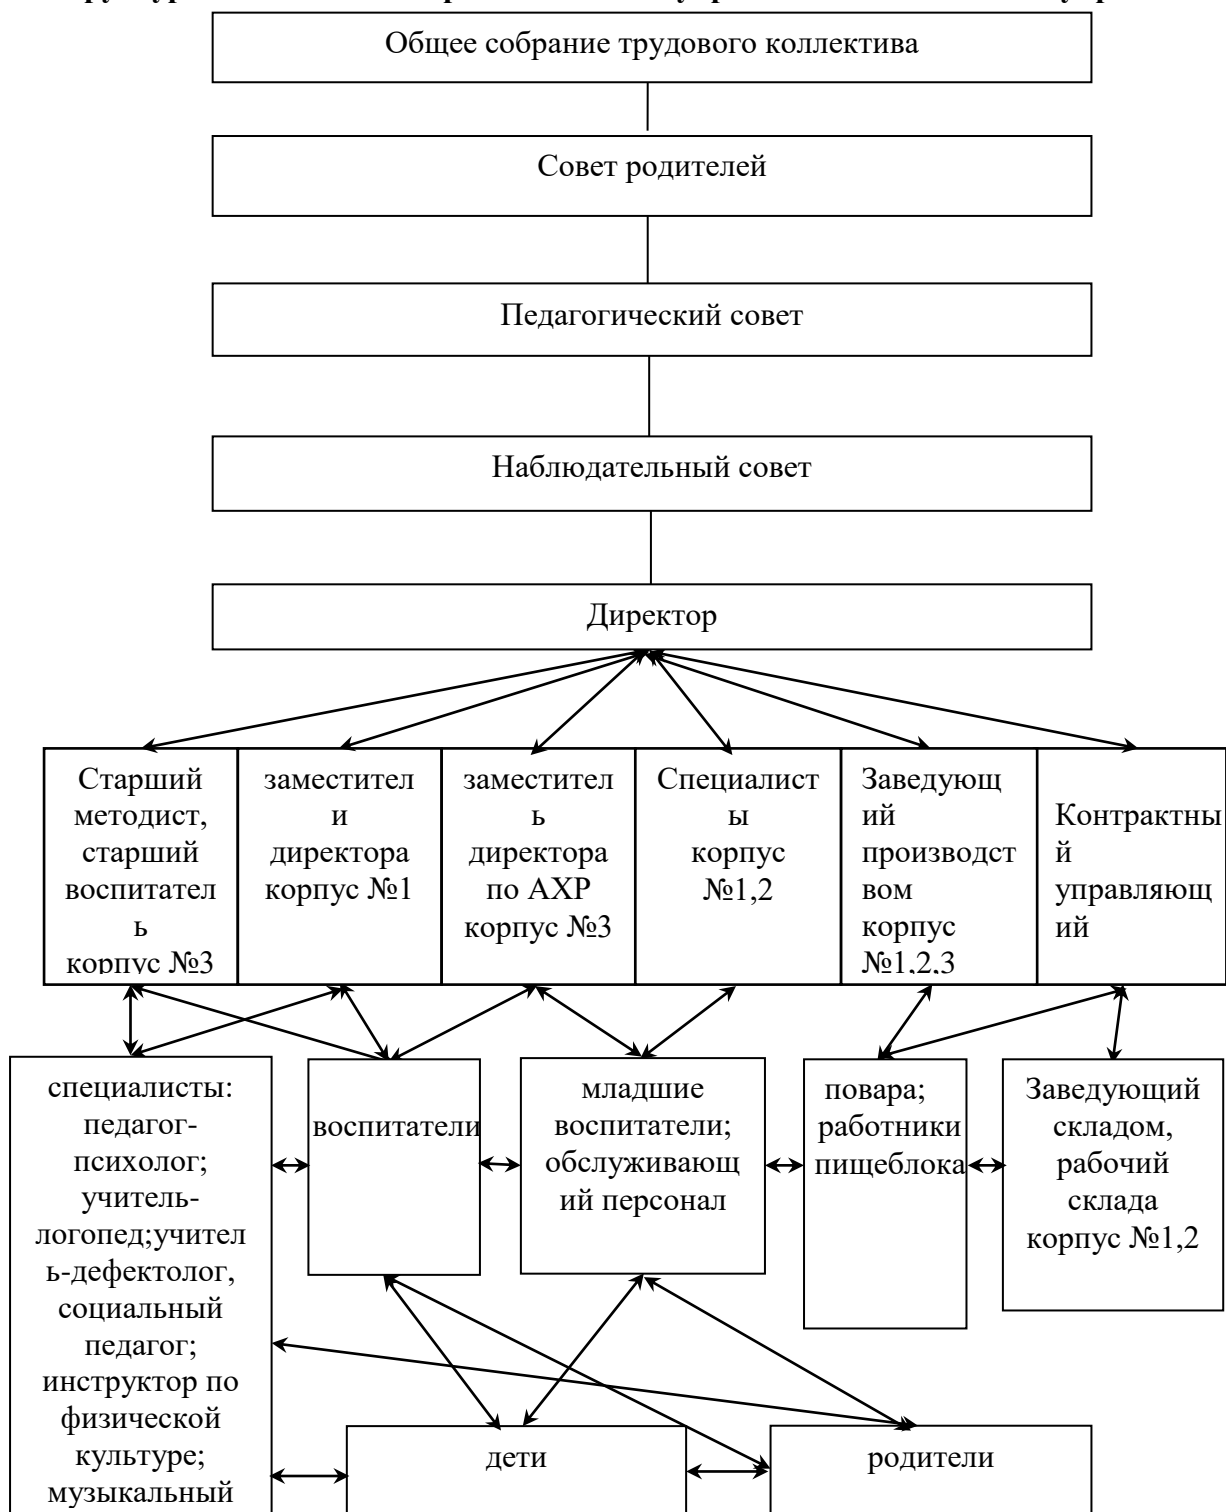 Общее собрание трудового коллектива
Совет родителей
Педагогический совет
Наблюдательный совет
Директор
Старший
методист,
старший
воспитател
ь
корпус №3
заместител
и
директора
корпус №1
заместител
ь
директора
по АХР
корпус №3
Специалист
ы
корпус
№1,2
Заведующ
ий
производст
вом
корпус
№1,2,3
Контрактны
й
управляющ
ий
специалисты:
педагог-
психолог;
учитель-
логопед;учител
ь-дефектолог,
социальный
педагог;
инструктор по
физической
культуре;
музыкальный
воспитатели
младшие
воспитатели;
обслуживающ
ий персонал
повара;
работники
пищеблока
Заведующий
складом,
рабочий
склада
корпус №1,2
дети
родители